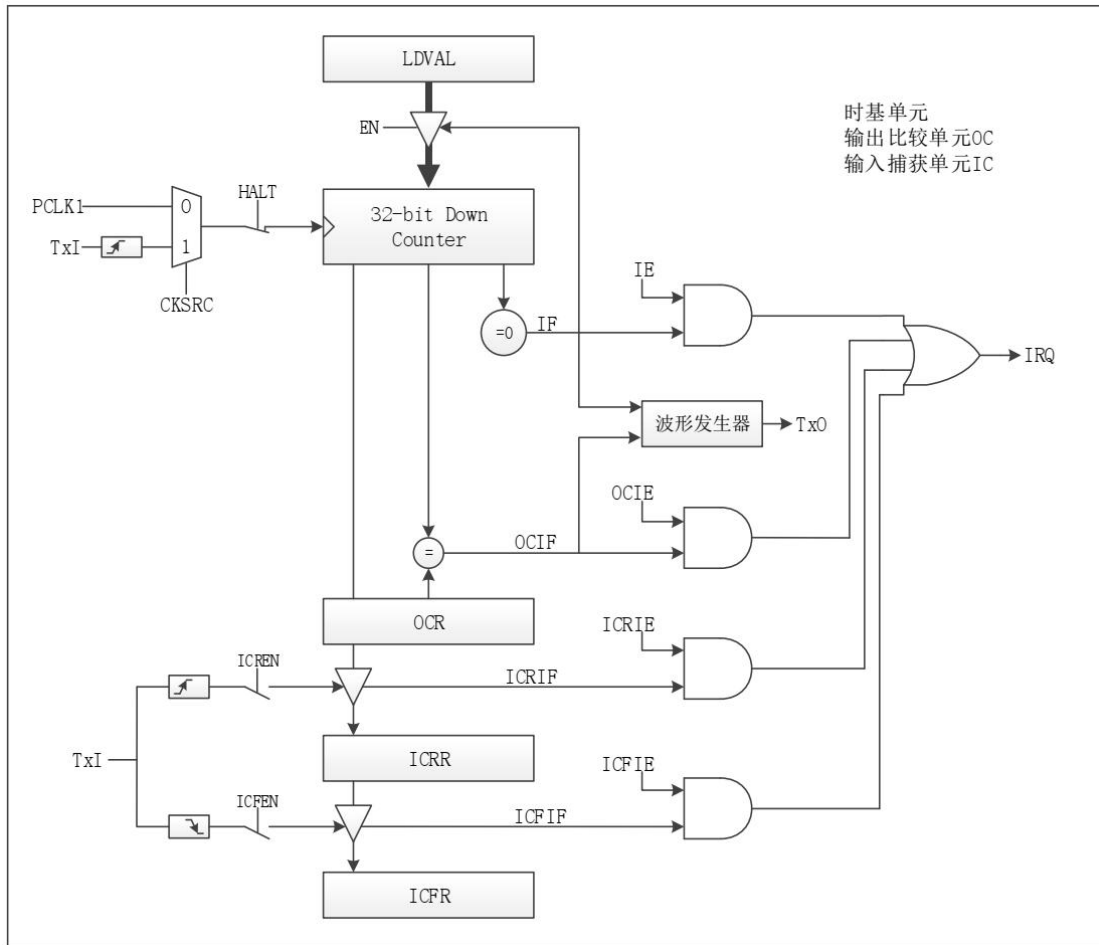 LDVAL
时基单元
输出比较单元OC
输入捕获单元IC
EN
HALT
PCLK1
0
32-bit Down
Counter
TxI
1
CKSRC
IE
=0
IF
IRQ
波形发生器
TxO
OCIE
=
OCIF
OCR
ICRIE
ICREN
ICRIF
TxI
ICRR
ICFIE
ICFEN
ICFIF
ICFR